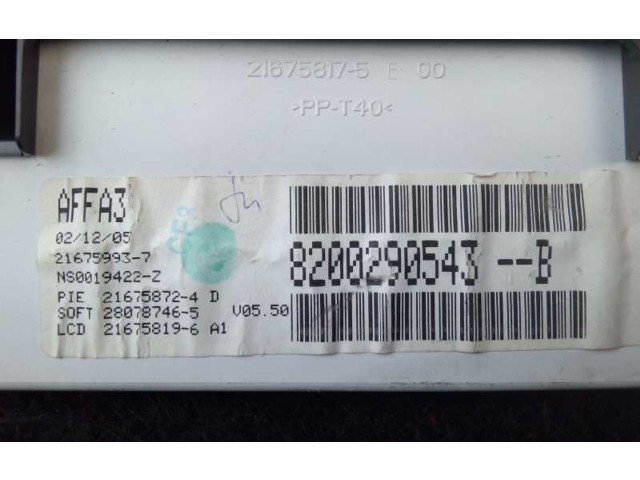 21675817-5 E 00
>PP-T40<
AFFA3
02/12/05
21675993-7
NS0019422-Z
PIE 21675872-4 D
SOFT 28078746-5 V05.50
LCD 21675819-6 A1
8200290543 --B